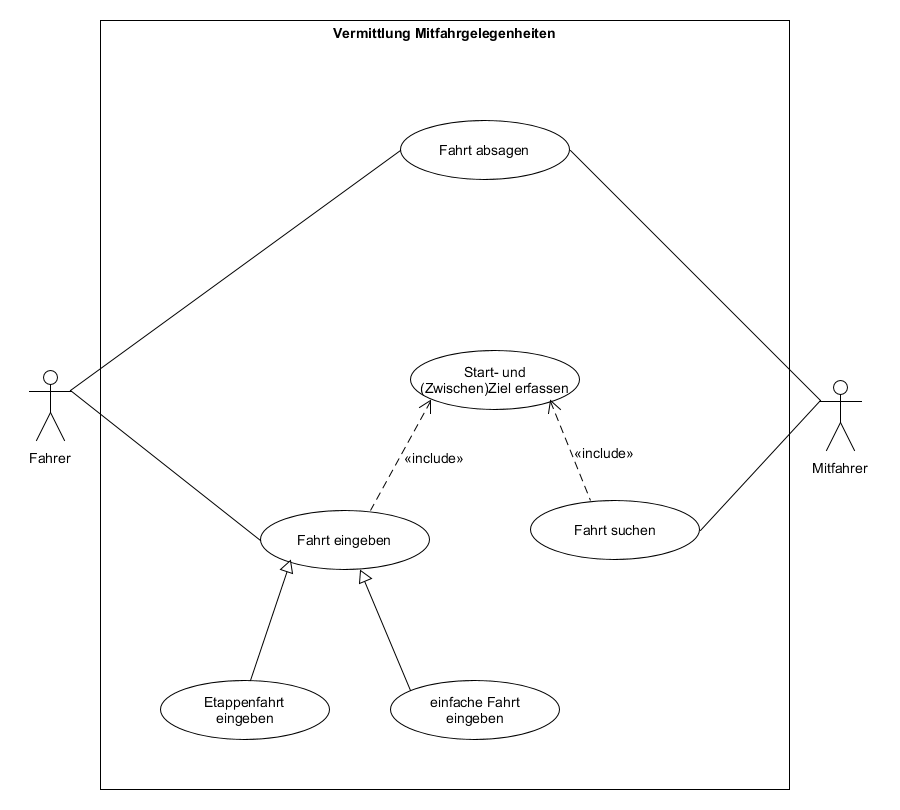 Vermittlung Mitfahrgelegenheiten
Fahrt absagen
Start- und
(Zwischen)Ziel erfassen
Fahrer
Mitfahrer
«include»
«include»
Fahrt eingeben
Fahrt suchen
Etappenfahrt
eingeben
einfache Fahrt
eingeben